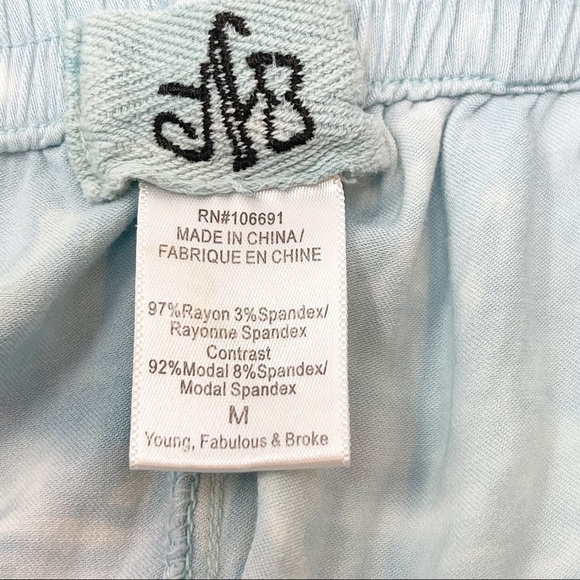 YFB
RN#106691
MADE IN CHINA/
FABRIQUE EN CHINE
97%Rayon 3%Spandex/
Rayonne Spandex
Contrast
92%Modal 8%Spandex/
Modal Spandex
M
Young, Fabulous & Broke